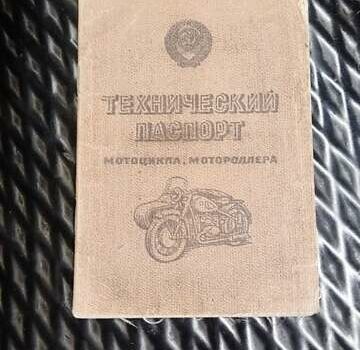 ТЕХНИЧЕСКИЙ
ПАСПОРТ
МОТОЦИКЛА, МОТОРОЛЛЕРА